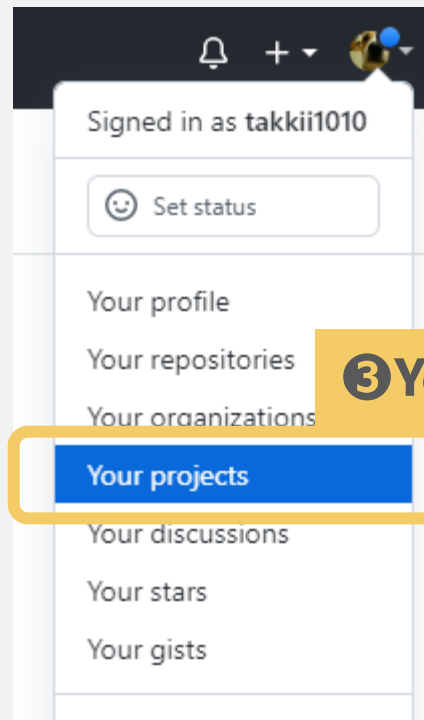 Signed in as takkii1010
Set status
Your profile
Your repositories
❸Yo
Your organizations
Your projects
Your discussions
Your stars
Your gists